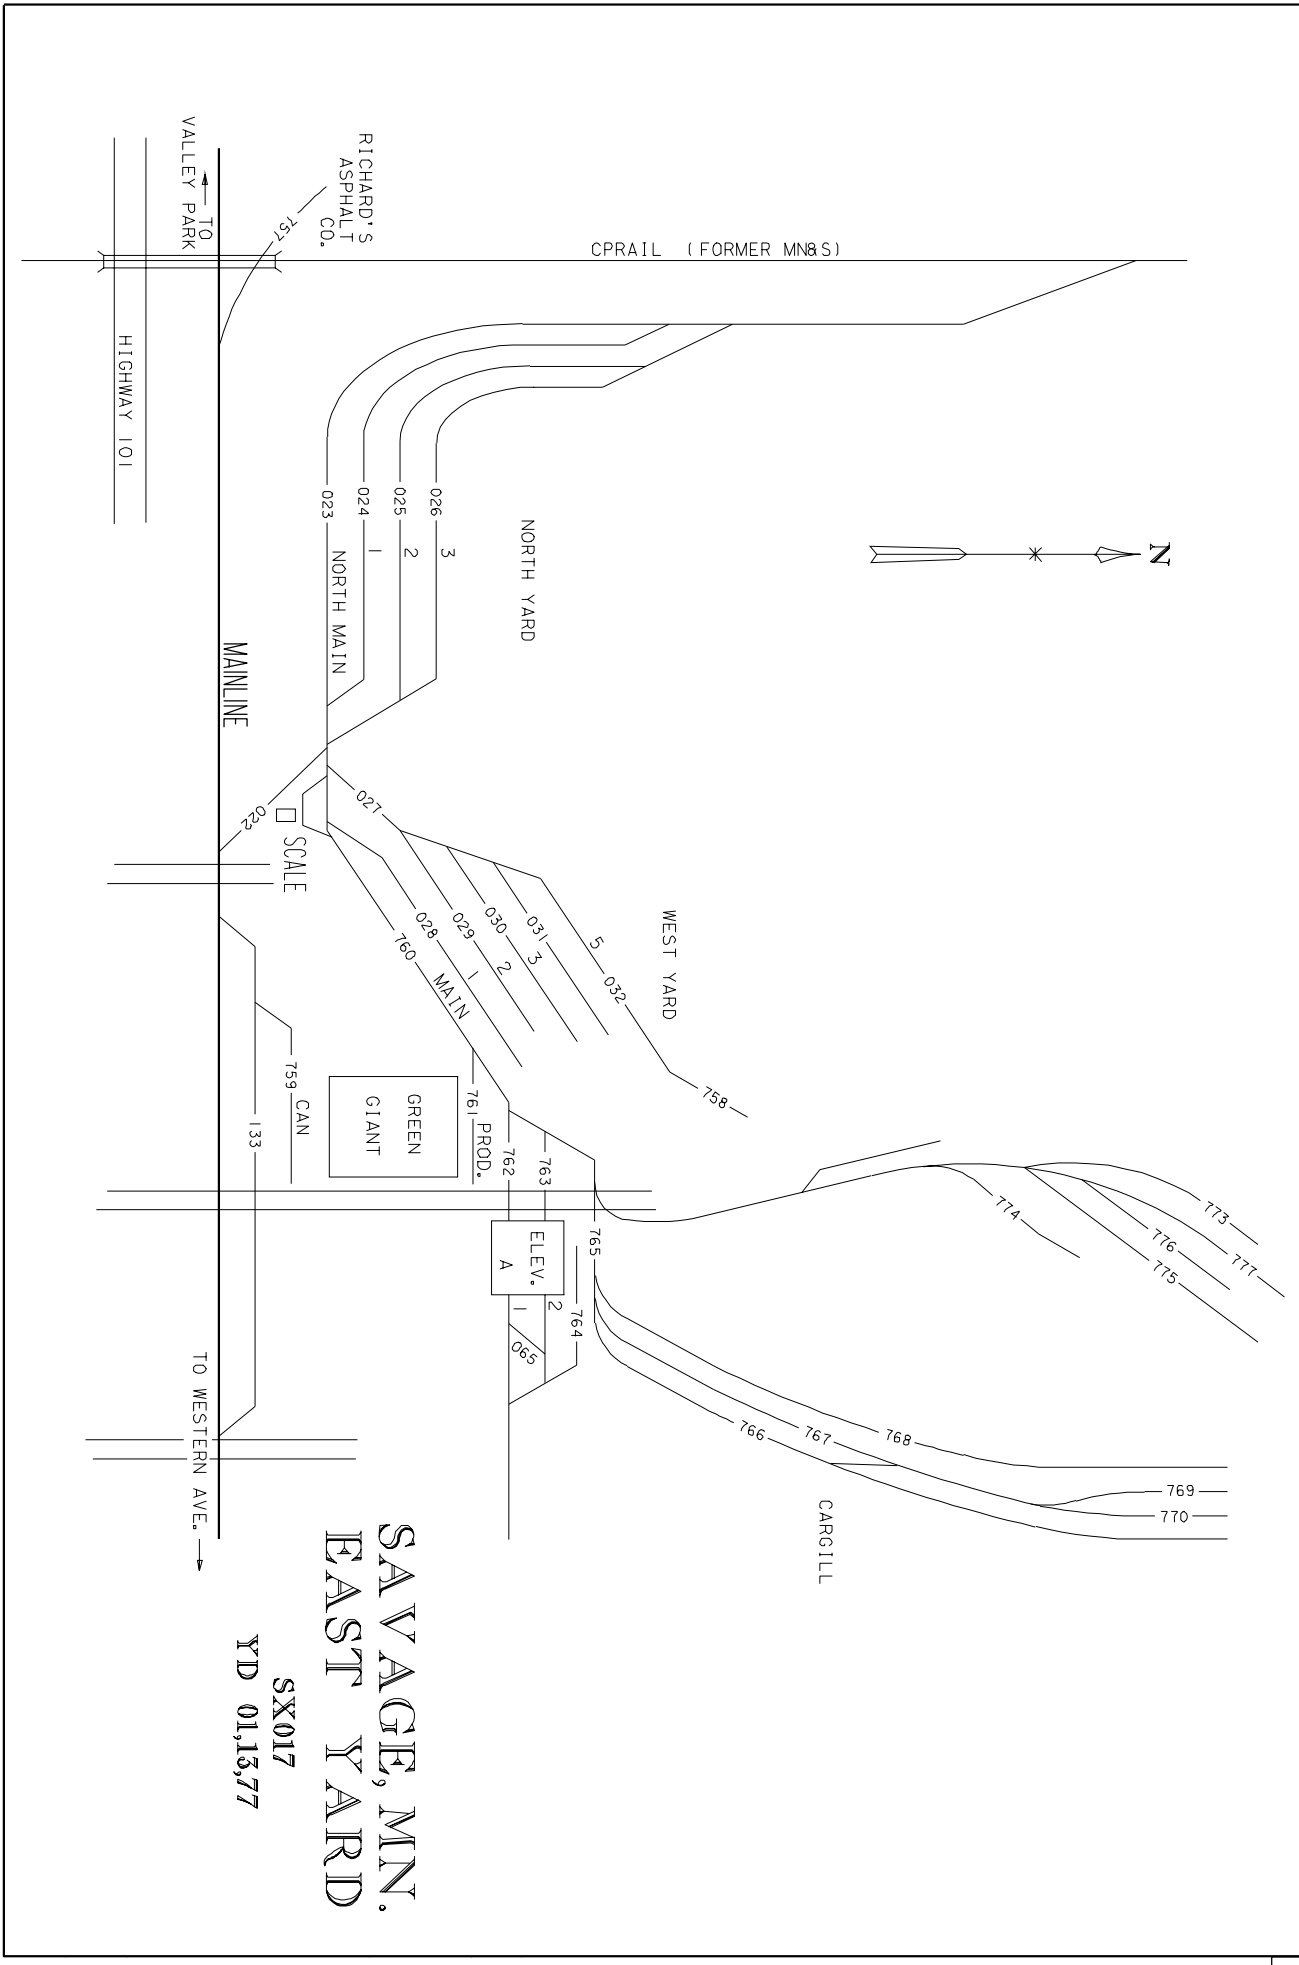 N
CPRAIL (FORMER MN&S)
RICHARD'S
ASPHALT
CO.
757
TO
VALLEY PARK
HIGHWAY 101
MAINLINE
NORTH YARD
026
3
025
2
024
1
023
NORTH MAIN
022
SCALE
027
WEST YARD
5
032
031
3
030
2
029
1
028
760
MAIN
758
759 CAN
133
GREEN
GIANT
761 PROD.
762
763
765
ELEV.
A
1
2
764
065
773
777
776
775
774
768
767
766
769
770
CARGILL
TO WESTERN AVE.
SAVAGE, MN.
EAST YARD
SX017
YD 01,13,77